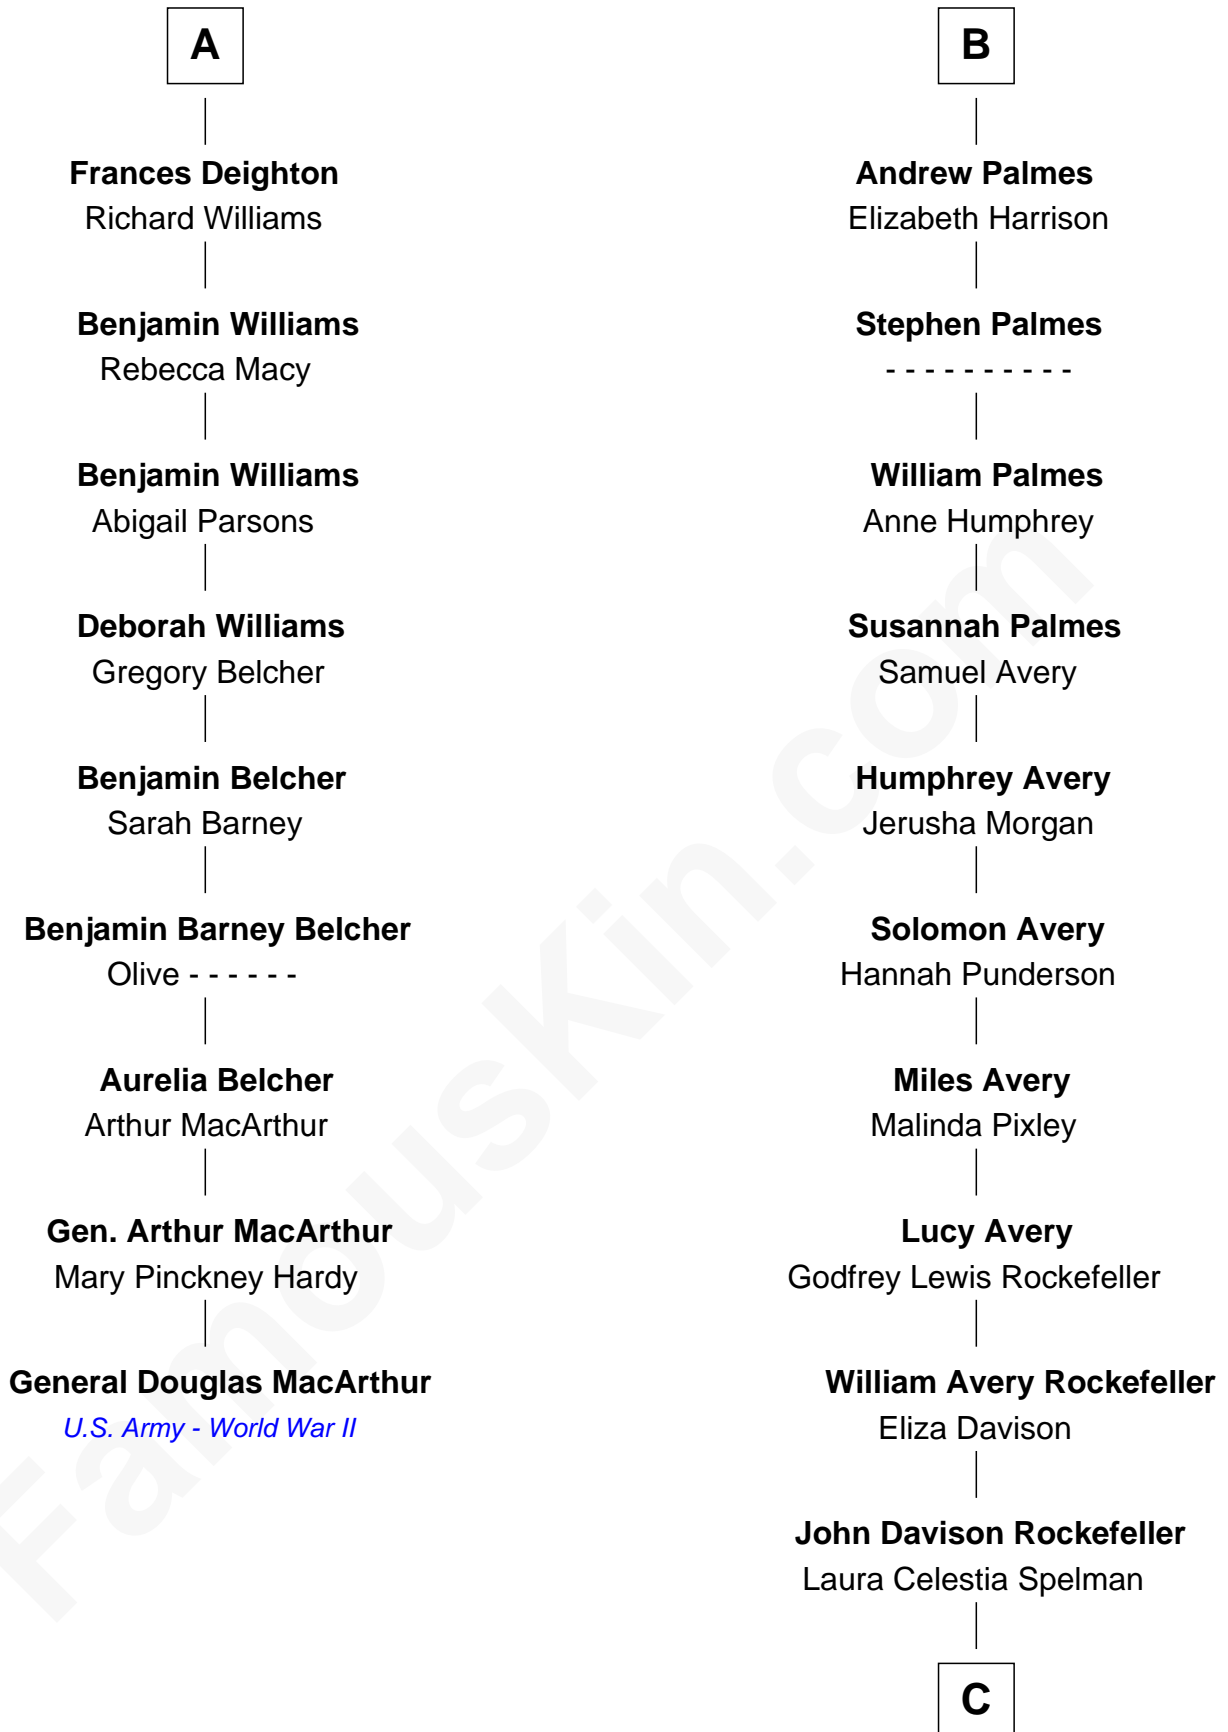 A
Frances Deighton
Richard Williams
Benjamin Williams
Rebecca Macy
Benjamin Williams
Abigail Parsons
Deborah Williams
Gregory Belcher
Benjamin Belcher
Sarah Barney
Benjamin Barney Belcher
Olive - - - - - -
Aurelia Belcher
Arthur MacArthur
Gen. Arthur MacArthur
Mary Pinckney Hardy
General Douglas MacArthur
U.S. Army - World War II
B
Andrew Palmes
Elizabeth Harrison
Stephen Palmes
- - - - - - - - - -
William Palmes
Anne Humphrey
Susannah Palmes
Samuel Avery
Humphrey Avery
Jerusha Morgan
Solomon Avery
Hannah Punderson
Miles Avery
Malinda Pixley
Lucy Avery
Godfrey Lewis Rockefeller
William Avery Rockefeller
Eliza Davison
John Davison Rockefeller
Laura Celestia Spelman
C
FamousKin.com